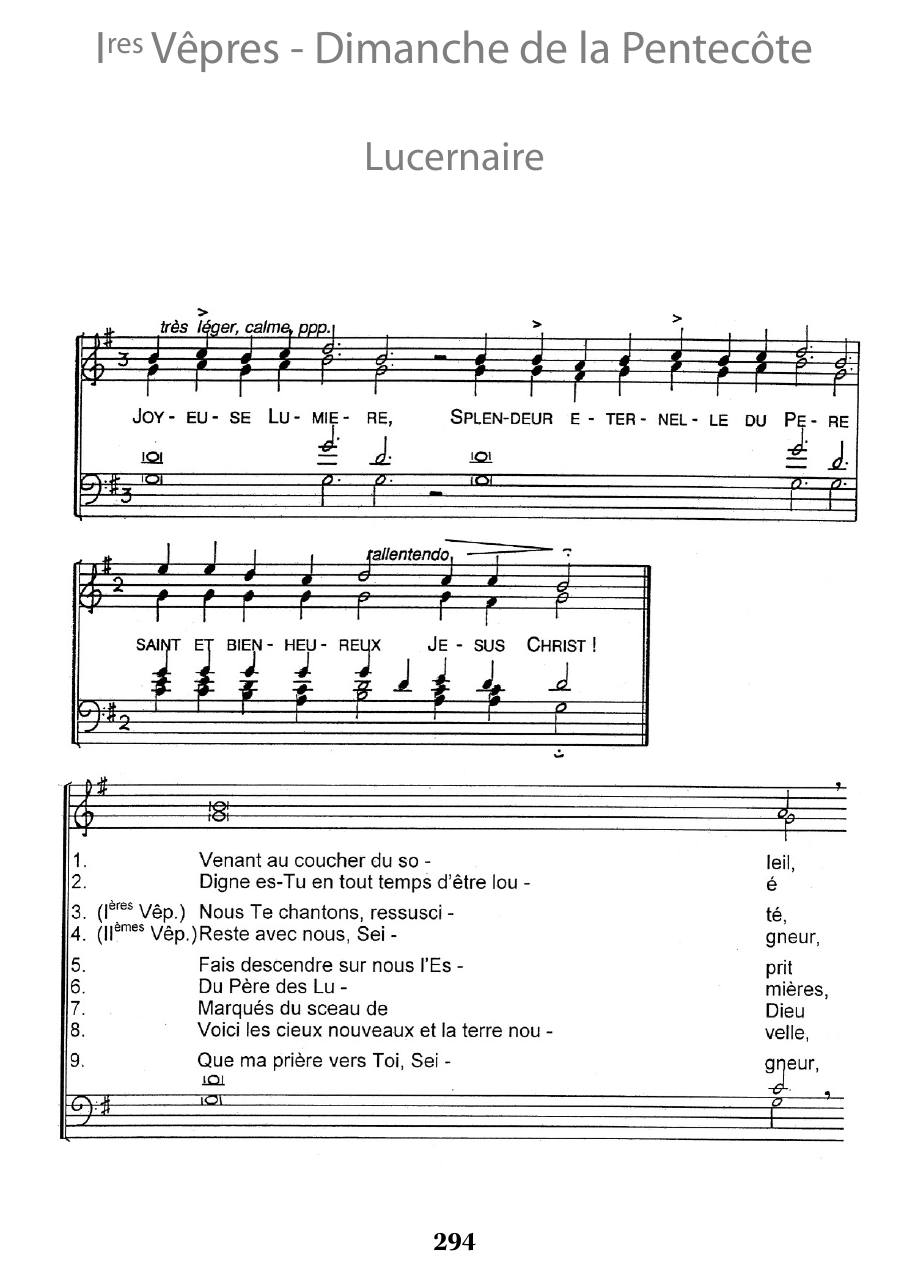 Ires Vêpres - Dimanche de la Pentecôte
Lucernaire
très léger, calme, ppp.
3
JOY - EU - SE LU - MIE - RE, SPLEN-DEUR E - TER - NEL - LE DU PE - RE
3
rallentendo
2
SAINT ET BIEN - HEU - REUX JE - SUS CHRIST !
2
1. Venant au coucher du so - leil,
2. Digne es-Tu en tout temps d'être lou - é
3. (Ières Vêp.) Nous Te chantons, ressusci - té,
4. (IIèmes Vêp.) Reste avec nous, Sei - gneur,
5. Fais descendre sur nous l'Es - prit
6. Du Père des Lu - mières,
7. Marqués du sceau de Dieu
8. Voici les cieux nouveaux et la terre nou - velle,
9. Que ma prière vers Toi, Sei - gneur,
294